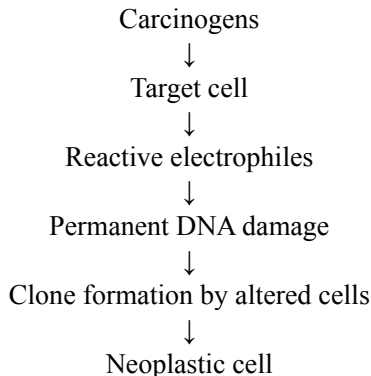 Carcinogens
↓
Target cell
↓
Reactive electrophiles
↓
Permanent DNA damage
↓
Clone formation by altered cells
↓
Neoplastic cell